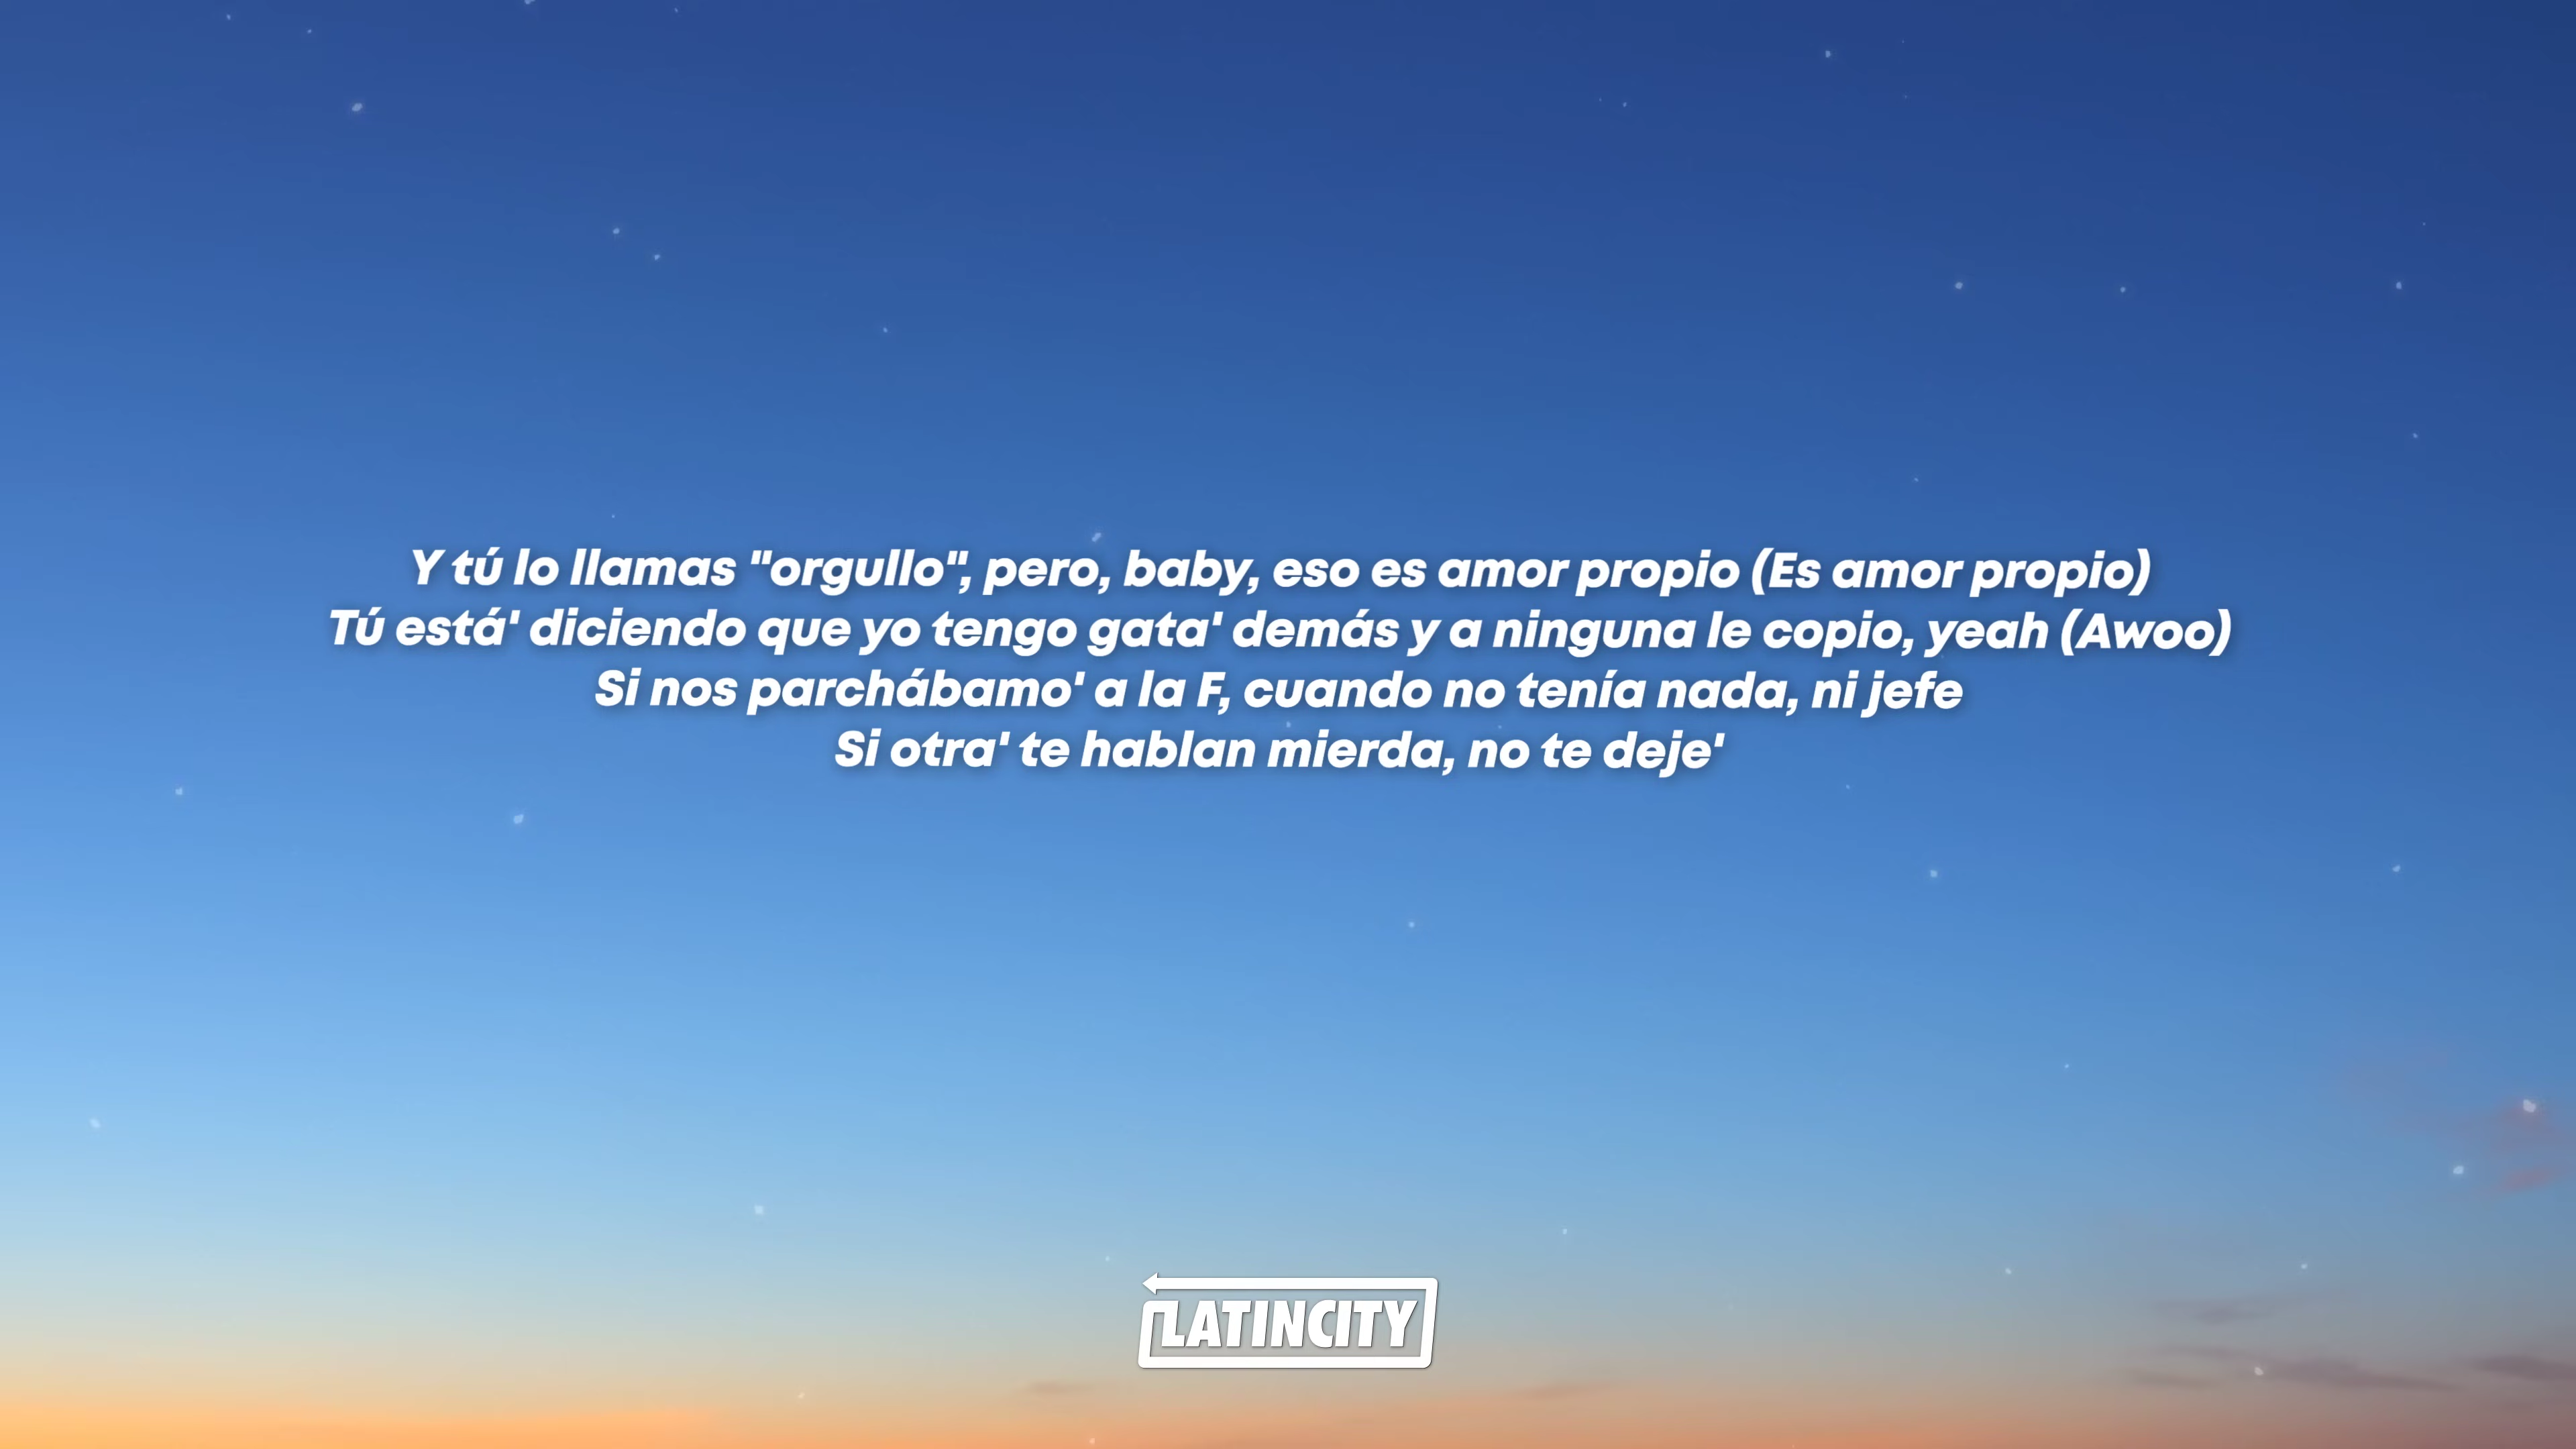 Y tú lo llamas "orgullo", pero, baby, eso es amor propio (Es amor propio)
Tú está' diciendo que yo tengo gata' demás y a ninguna le copio, yeah (Awoo)
Si nos parchábamo' a la F, cuando no tenía nada, ni jefe
Si otra' te hablan mierda, no te deje'
LATINCITY